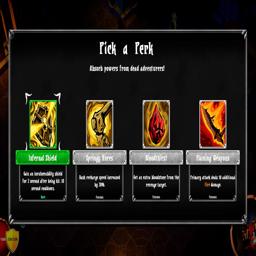 Pick a Perk
Absorb powers from dead adventurers!
Infernal Shield
Springy Bores
Bloodthirst
Flaming Weapons
Gain an invulnerability shield
for 2 second after being hit. 10
second cooldown.
Dash recharge speed increased
by 30%.
Get an extra bloodstone from the
revenge target.
Primary attack deals 10 additional
Fire damage.